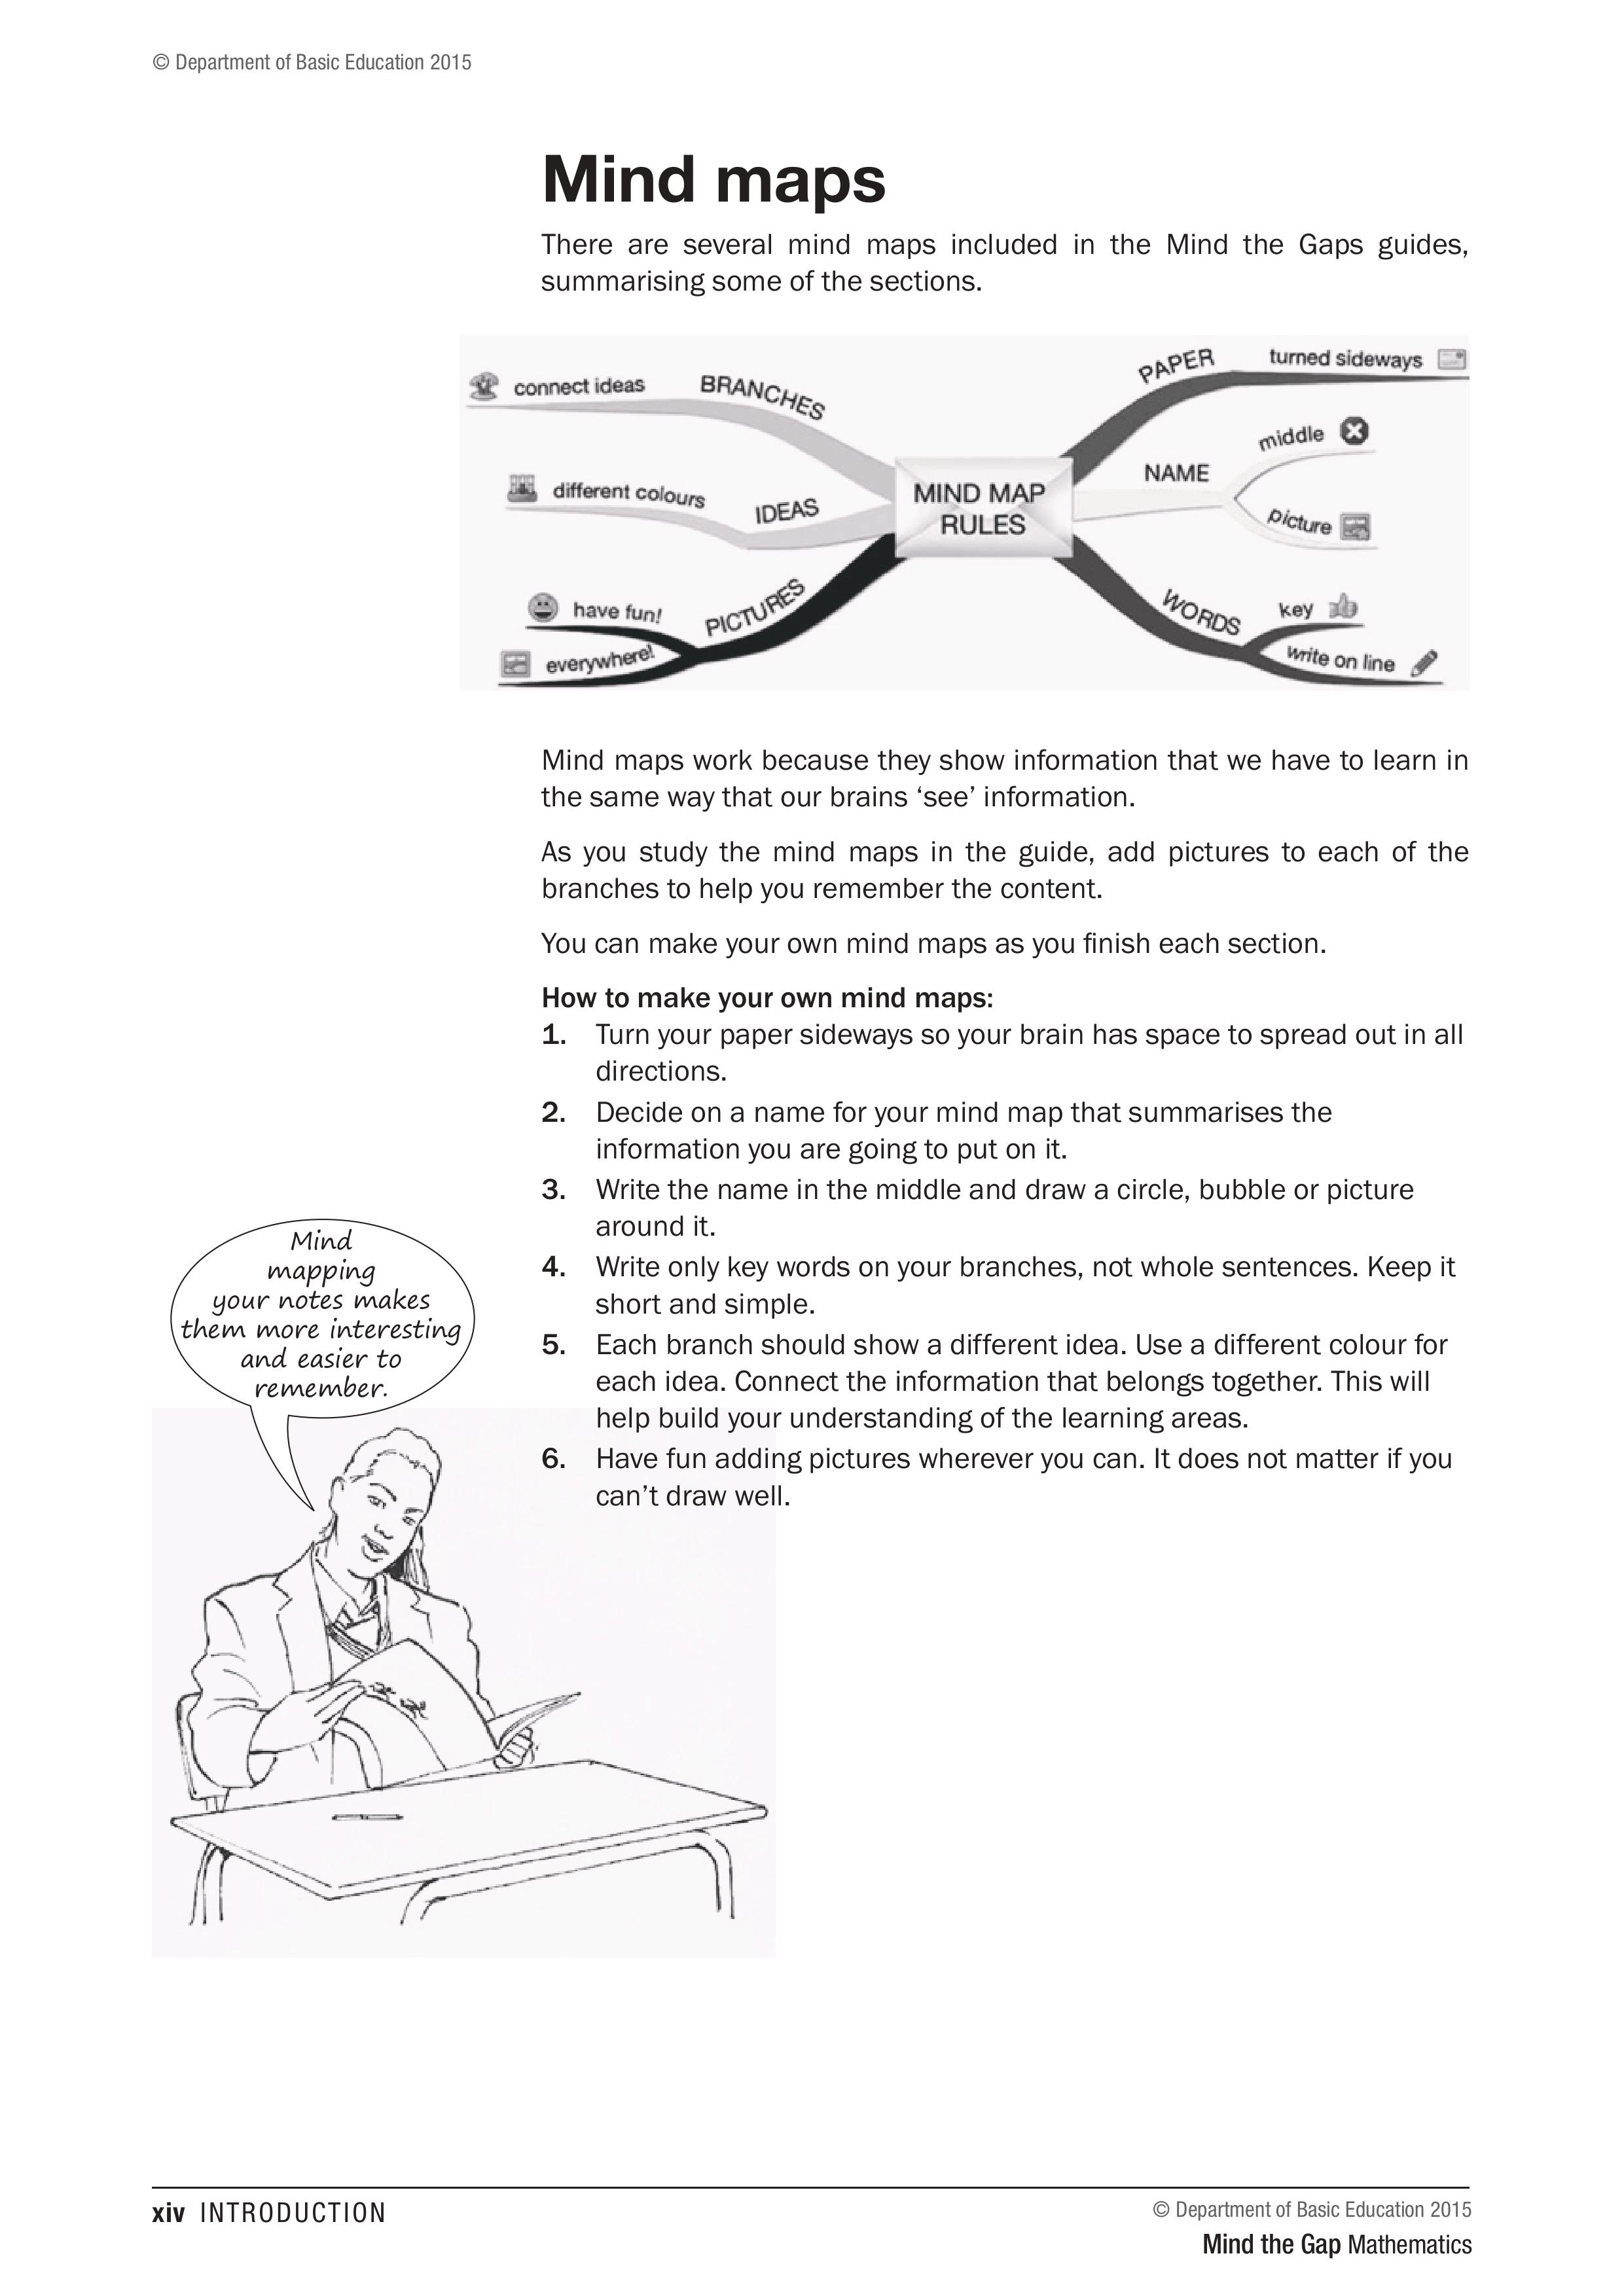 © Department of Basic Education 2015
Mind maps
There are several mind maps included in the Mind the Gaps guides,
summarising some of the sections.
connect ideas
BRANCHES
different colours
IDEAS
have fun!
everywhere!
PICTURES
MIND MAP
RULES
PAPER
turned sideways
NAME
middle
picture
WORDS
key
write on line
Mind maps work because they show information that we have to learn in
the same way that our brains ‘see’ information.
As you study the mind maps in the guide, add pictures to each of the
branches to help you remember the content.
You can make your own mind maps as you finish each section.
How to make your own mind maps:
1. Turn your paper sideways so your brain has space to spread out in all
directions.
2. Decide on a name for your mind map that summarises the
information you are going to put on it.
3. Write the name in the middle and draw a circle, bubble or picture
around it.
4. Write only key words on your branches, not whole sentences. Keep it
short and simple.
5. Each branch should show a different idea. Use a different colour for
each idea. Connect the information that belongs together. This will
help build your understanding of the learning areas.
6. Have fun adding pictures wherever you can. It does not matter if you
can’t draw well.
Mind
mapping
your notes makes
them more interesting
and easier to
remember.
xiv INTRODUCTION
© Department of Basic Education 2015
Mind the Gap Mathematics